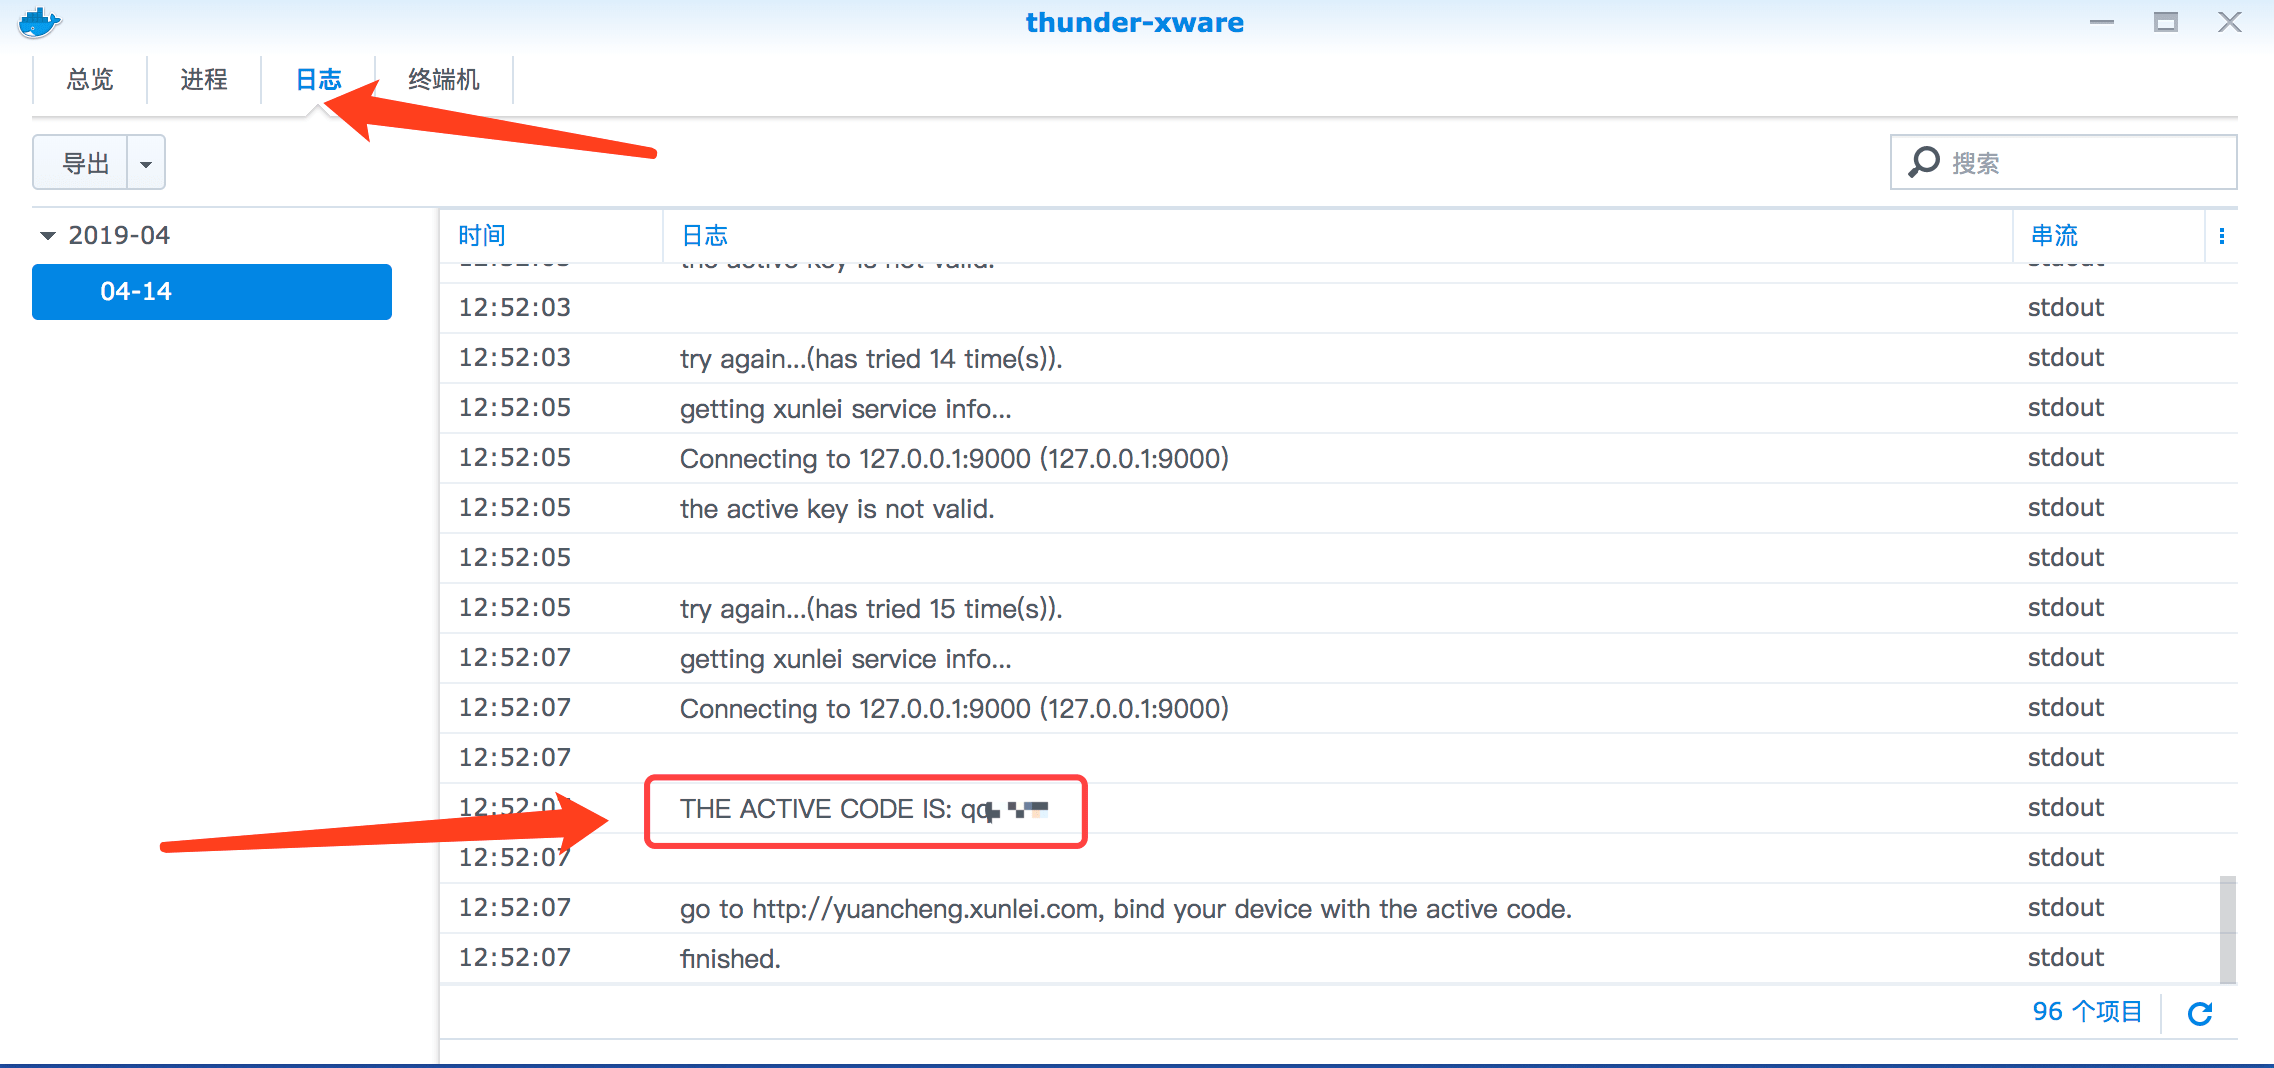 thunder-xware
总览 进程 日志 终端机
导出 搜索
2019-04
04-14
时间 日志 串流
the active key is not valid. stdout
12:52:03 stdout
12:52:03 try again...(has tried 14 time(s)). stdout
12:52:05 getting xunlei service info... stdout
12:52:05 Connecting to 127.0.0.1:9000 (127.0.0.1:9000) stdout
12:52:05 the active key is not valid. stdout
12:52:05 stdout
12:52:05 try again...(has tried 15 time(s)). stdout
12:52:07 getting xunlei service info... stdout
12:52:07 Connecting to 127.0.0.1:9000 (127.0.0.1:9000) stdout
12:52:07 stdout
12:52:07 THE ACTIVE CODE IS: stdout
12:52:07 stdout
12:52:07 go to http://yuancheng.xunlei.com, bind your device with the active code. stdout
12:52:07 finished. stdout
96 个项目